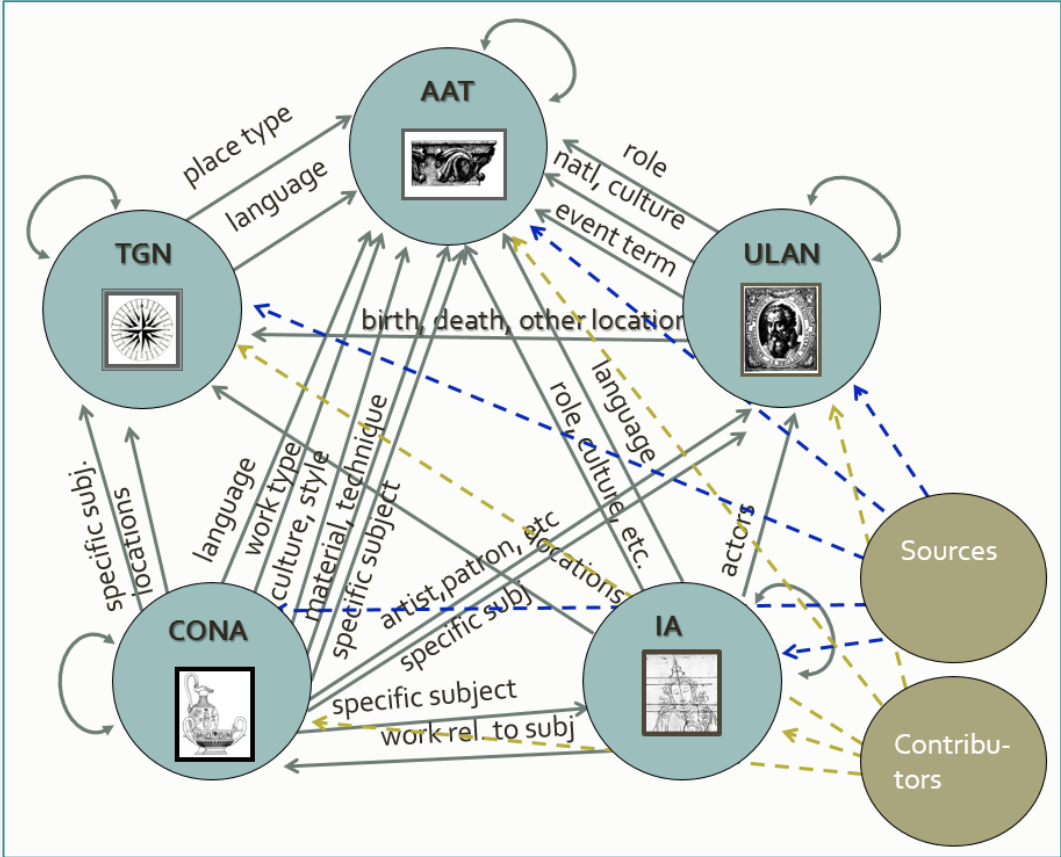 AAT
place type
language
role
natl, culture
event term
TGN
ULAN
birth, death, other location
specific subj.
locations
language
work type
culture, style
material, technique
specific subject
artist,patron, etc
specific subj
locations
role, culture, etc.
language
actors
Sources
CONA
IA
specific subject
work rel. to subj
Contribu-
tors